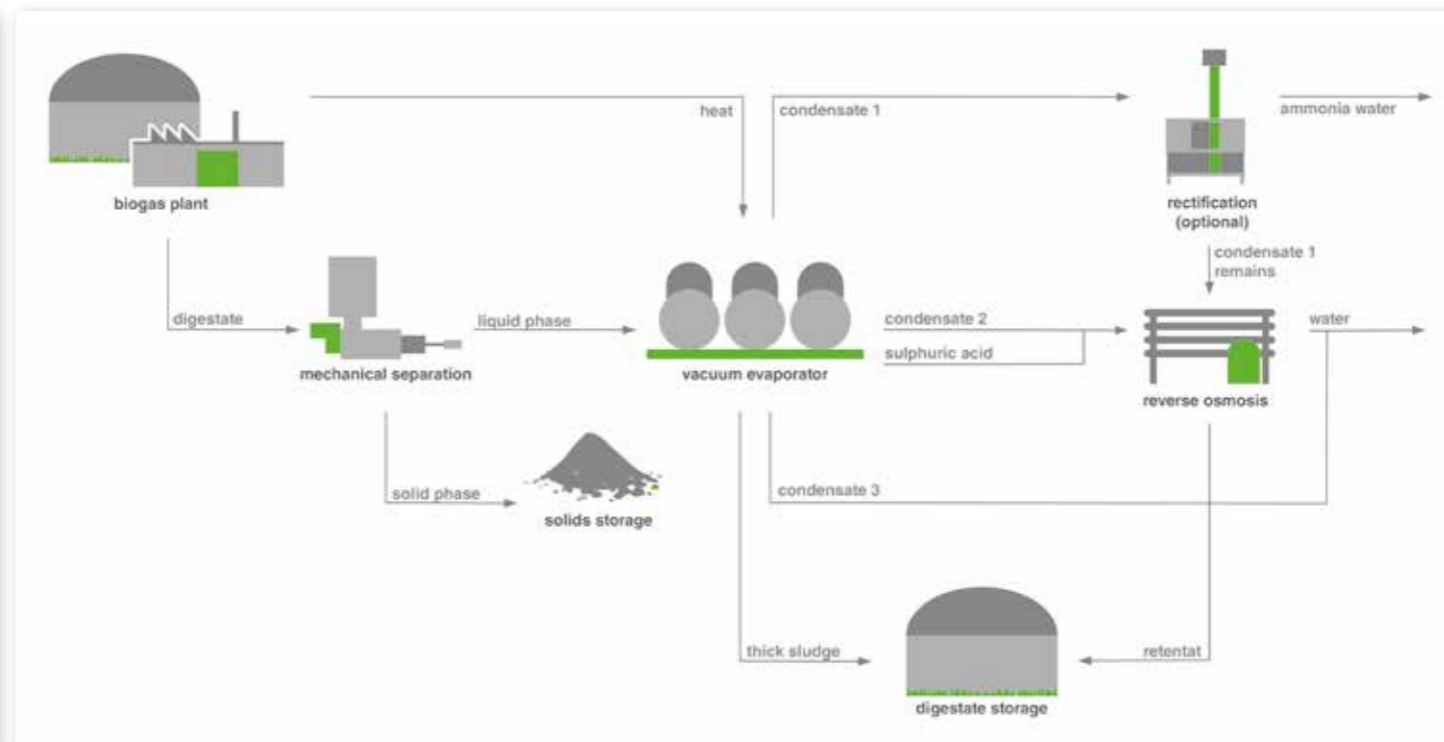 heat
condensate 1
ammonia water
biogas plant
rectification
(optional)
condensate 1
remains
digestate
liquid phase
condensate 2
water
sulphuric acid
mechanical separation
vacuum evaporator
reverse osmosis
solid phase
condensate 3
solids storage
thick sludge
retentat
digestate storage